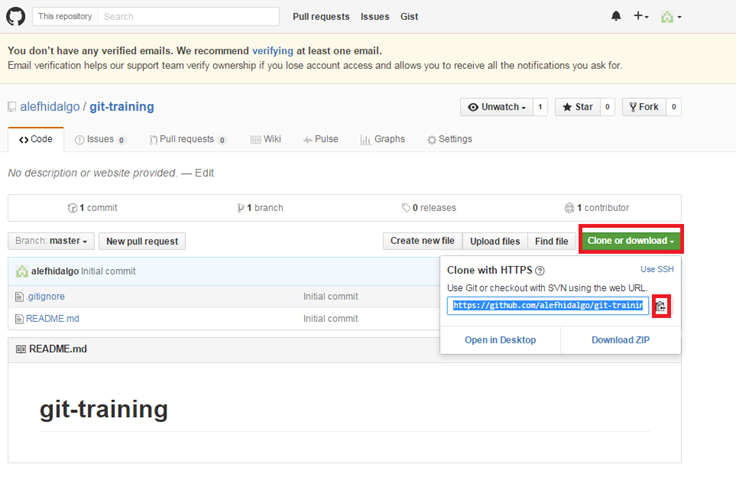 This repository Search Pull requests Issues Gist
You don't have any verified emails. We recommend verifying at least one email.
Email verification helps our support team verify ownership if you lose account access and allows you to receive all the notifications you ask for.
alefhidalgo / git-training Unwatch 1 Star 0 Fork 0
Code Issues 0 Pull requests 0 Wiki Pulse Graphs Settings
No description or website provided. — Edit
1 commit 1 branch 0 releases 1 contributor
Branch: master New pull request Create new file Upload files Find file Clone or download
alefhidalgo Initial commit
.gitignore Initial commit
README.md Initial commit
Clone with HTTPS ? Use SSH
Use Git or checkout with SVN using the web URL.
https://github.com/alefhidalgo/git-trainin
Open in Desktop Download ZIP
README.md
git-training